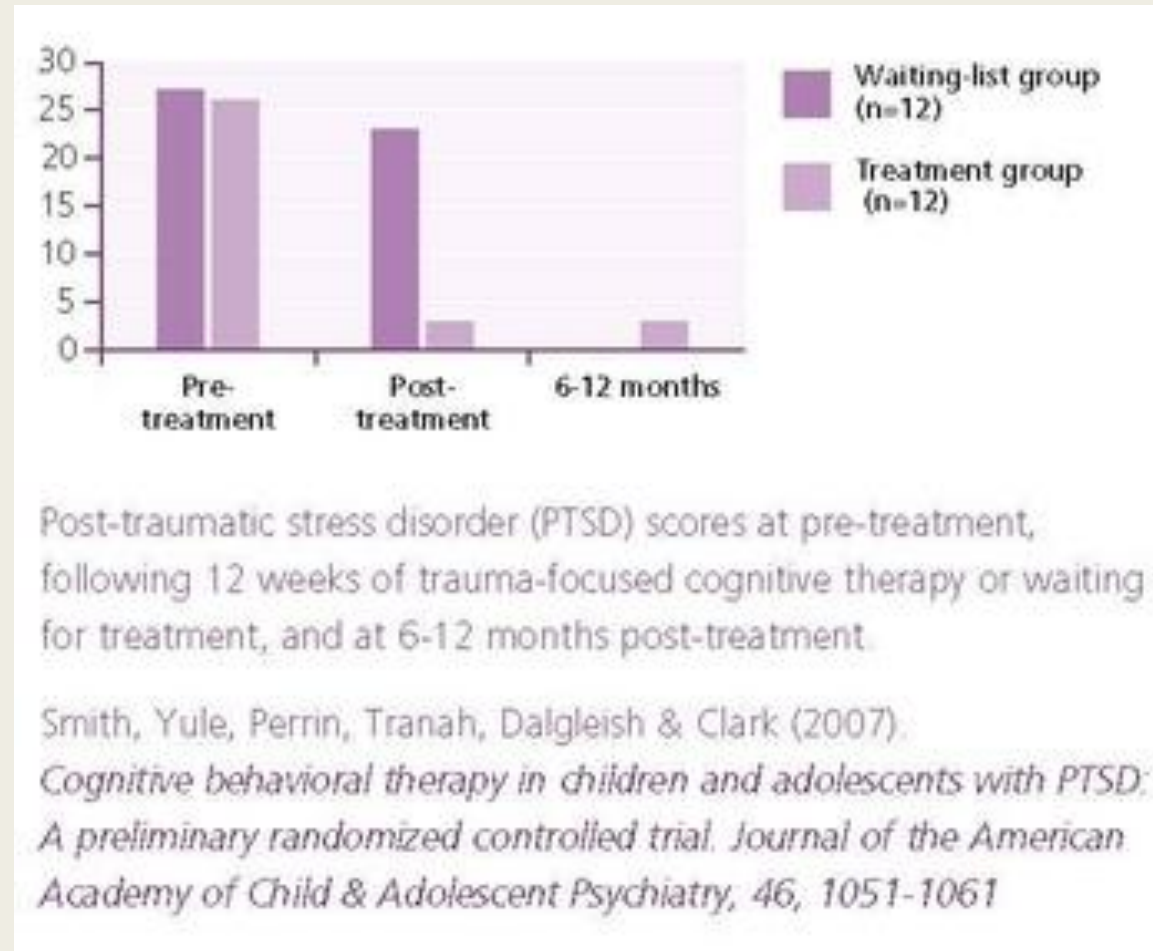 30
25
20
15
10
5
0
Pre-
treatment
Post-
treatment
6-12 months
Waiting-list group
(n=12)
Treatment group
(n=12)
Post-traumatic stress disorder (PTSD) scores at pre-treatment,
following 12 weeks of trauma-focused cognitive therapy or waiting
for treatment, and at 6-12 months post-treatment.
Smith, Yule, Perrin, Tranah, Dalgleish & Clark (2007).
Cognitive behavioral therapy in children and adolescents with PTSD:
A preliminary randomized controlled trial. Journal of the American
Academy of Child & Adolescent Psychiatry, 46, 1051-1061